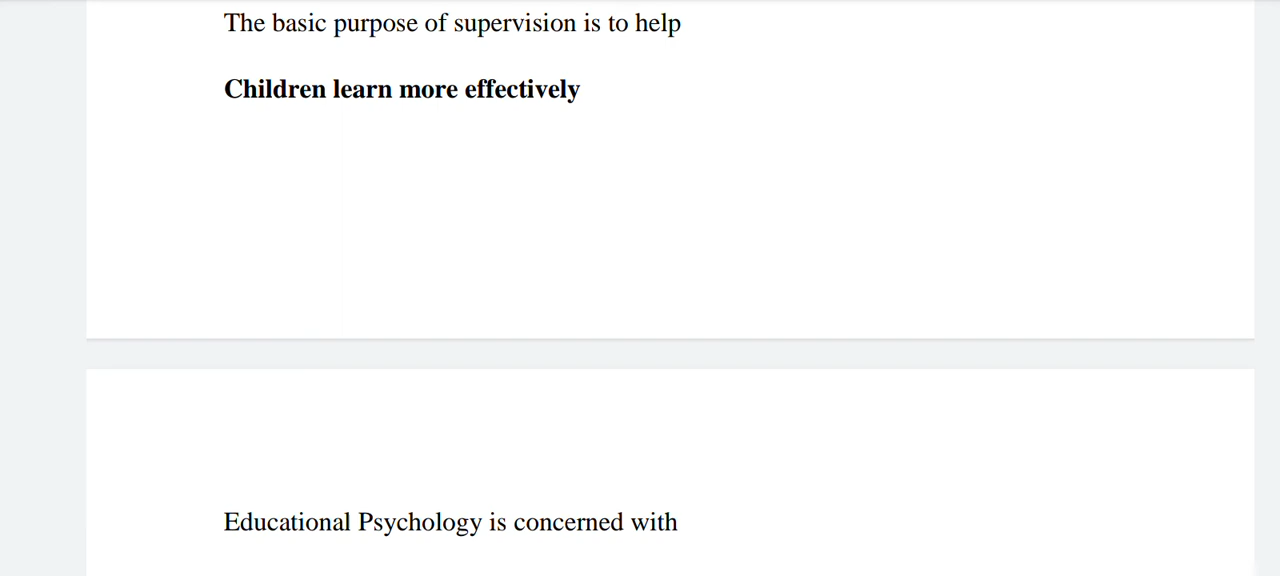 The basic purpose of supervision is to help
Children learn more effectively
Educational Psychology is concerned with